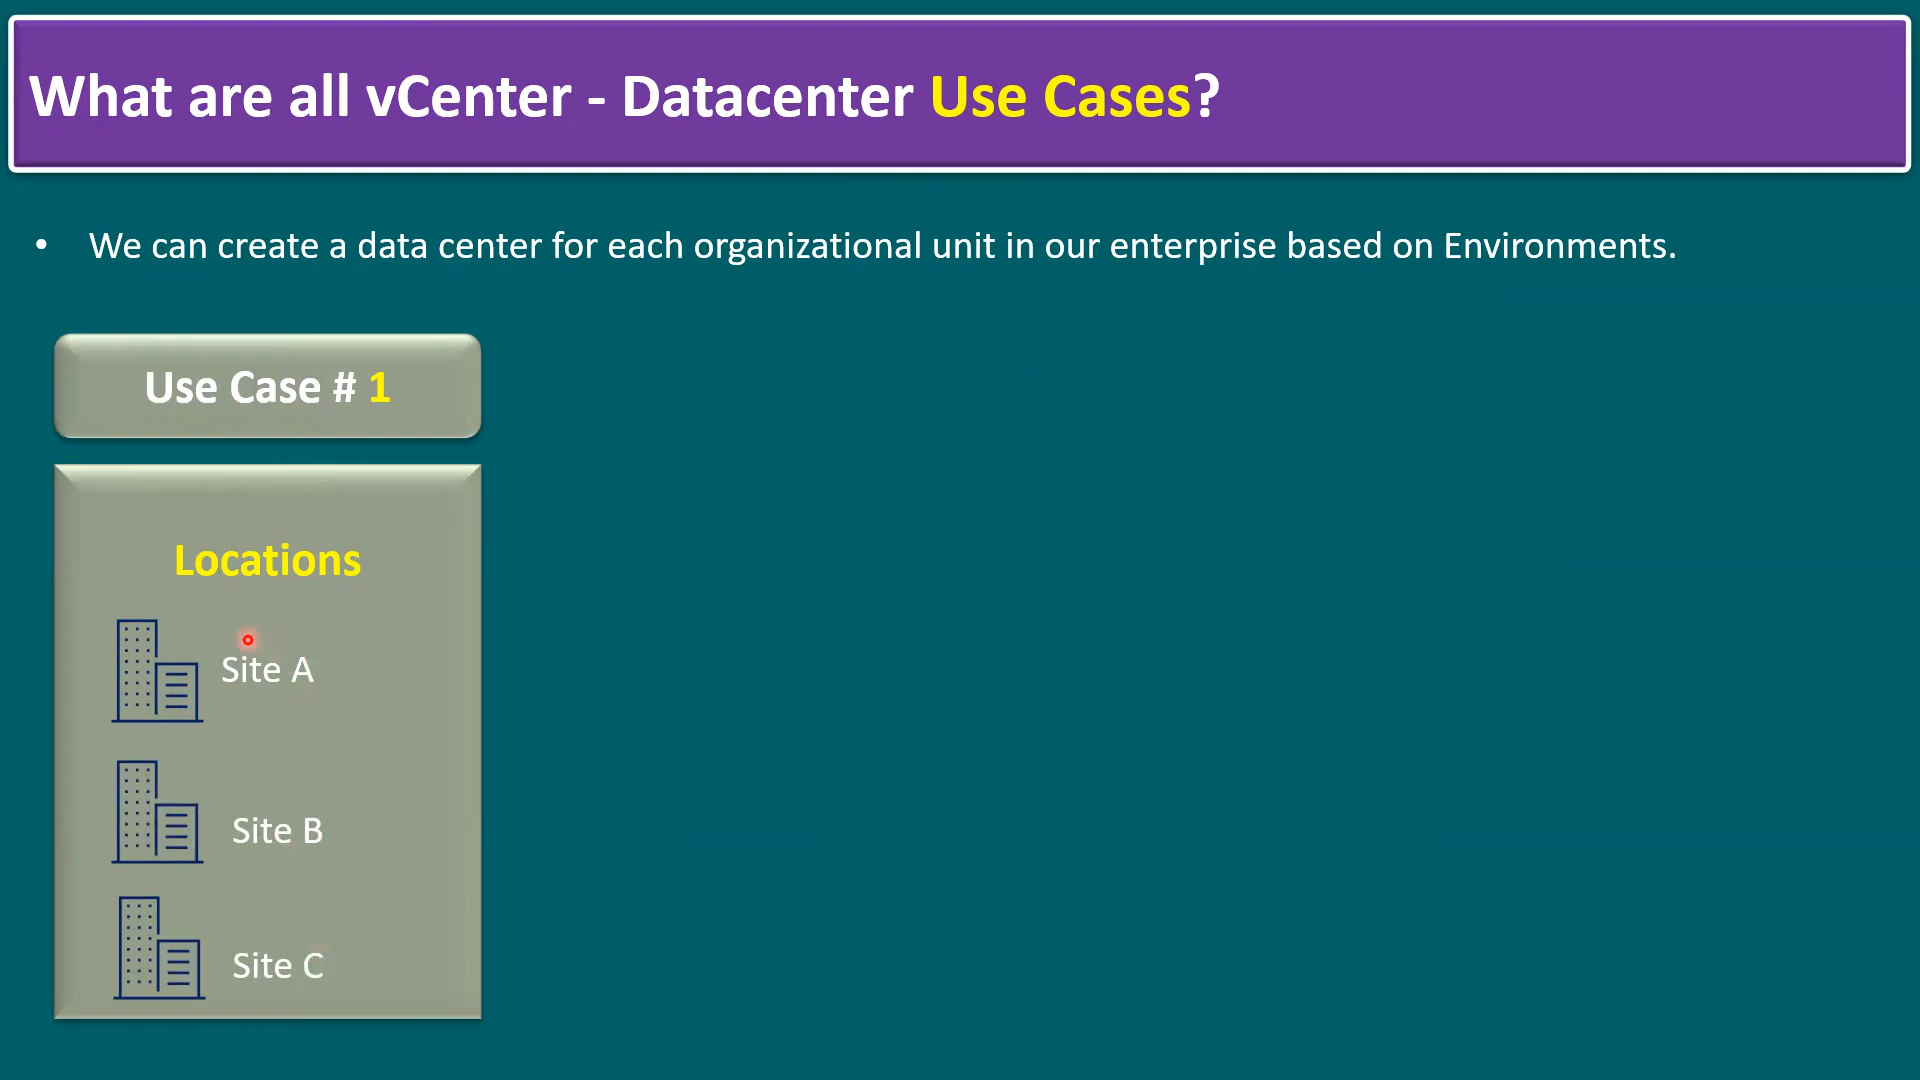 What are all vCenter - Datacenter Use Cases?
• We can create a data center for each organizational unit in our enterprise based on Environments.
Use Case # 1
Locations
Site A
Site B
Site C